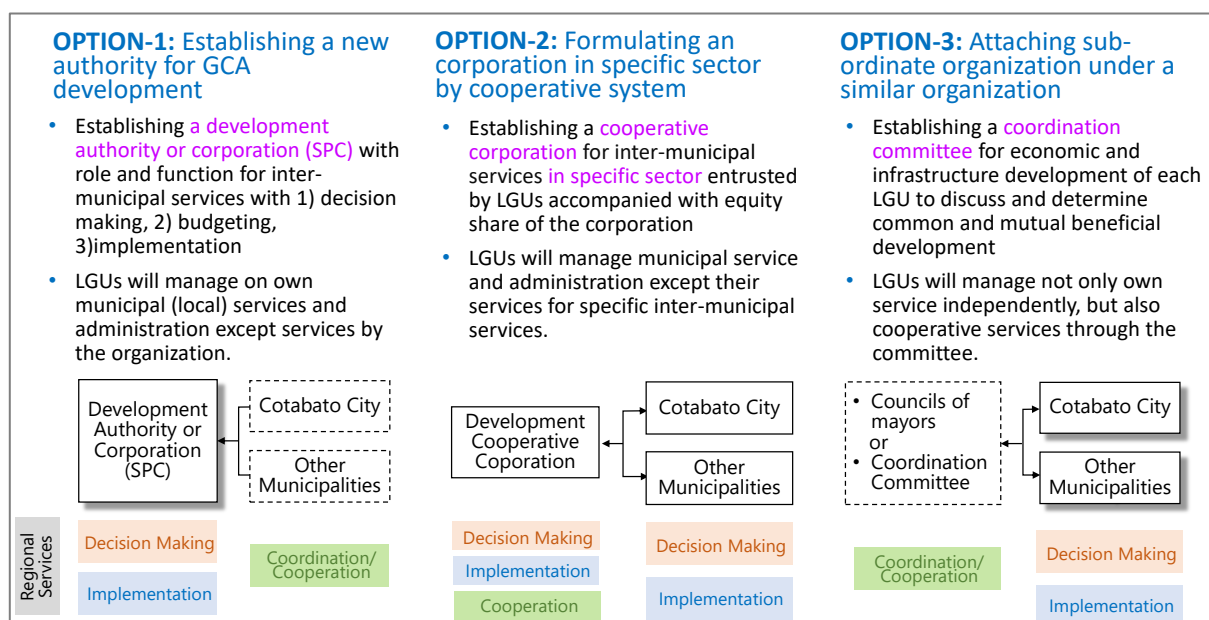 OPTION-1: Establishing a new
authority for GCA
development
• Establishing a development
authority or corporation (SPC) with
role and function for inter-
municipal services with 1) decision
making, 2) budgeting,
3)implementation
• LGUs will manage on own
municipal (local) services and
administration except services by
the organization.
Development
Authority or
Corporation
(SPC)
Cotabato City
Other
Municipalities
OPTION-2: Formulating an
corporation in specific sector
by cooperative system
• Establishing a cooperative
corporation for inter-municipal
services in specific sector entrusted
by LGUs accompanied with equity
share of the corporation
• LGUs will manage municipal service
and administration except their
services for specific inter-municipal
services.
Development
Cooperative
Coporation
Cotabato City
Other
Municipalities
OPTION-3: Attaching sub-
ordinate organization under a
similar organization
• Establishing a coordination
committee for economic and
infrastructure development of each
LGU to discuss and determine
common and mutual beneficial
development
• LGUs will manage not only own
service independently, but also
cooperative services through the
committee.
• Councils of
mayors
or
• Coordination
Committee
Cotabato City
Other
Municipalities
Regional
Services
Decision Making
Implementation
Coordination/
Cooperation
Decision Making
Implementation
Cooperation
Decision Making
Implementation
Coordination/
Cooperation
Decision Making
Implementation